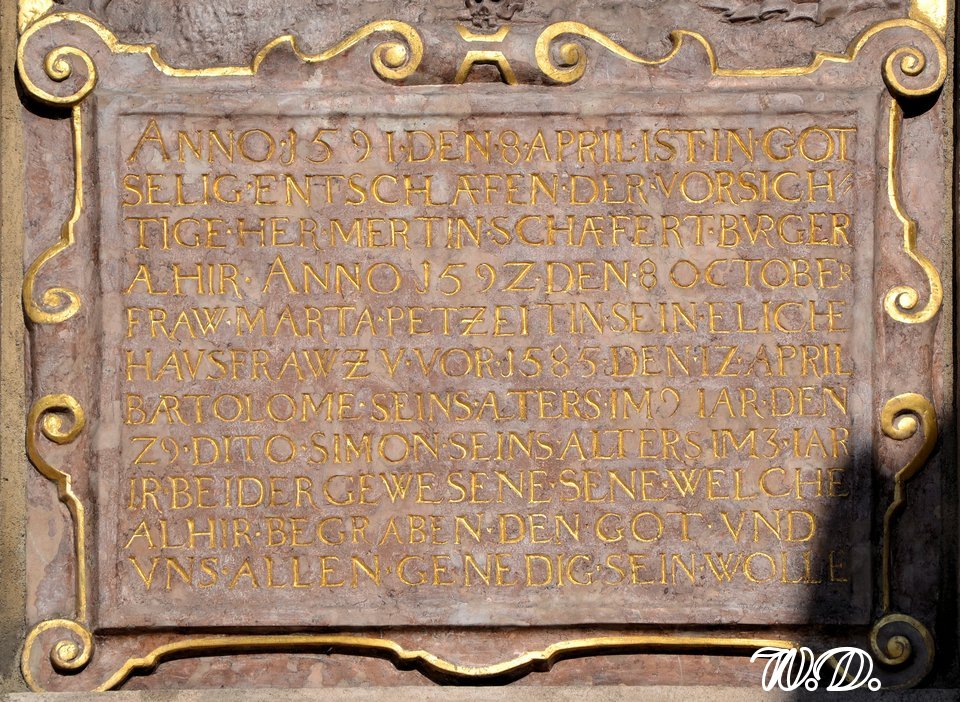 ANNO·1591·DEN·8·APRIL·IST·IN·GOT
SELIG·ENTSCHLÆFEN·DER·VORSICH⸗
TIGE·HER·MERTIN·SCHÆFERT·BVRGER
ALHIR·ANNO 1592·DEN·8 OCTOBER
FRAW·MARTA·PETZEITIN·SEIN·ELICHE
HAVSFRAW ZV·VOR·1585·DEN·12·APRIL
BARTOLOME·SEINS·ALTERS·IM 9 IAR·DEN
29·DITO·SIMON·SEINS·ALTERS IM 3·IAR
IR BEIDER GEWESENE·SENE·WELCHE
ALHIR·BEGRABEN·DEN GOT·VND
VNS·ALLEN·GENEDIG·SEIN·WOLLE
W.D.